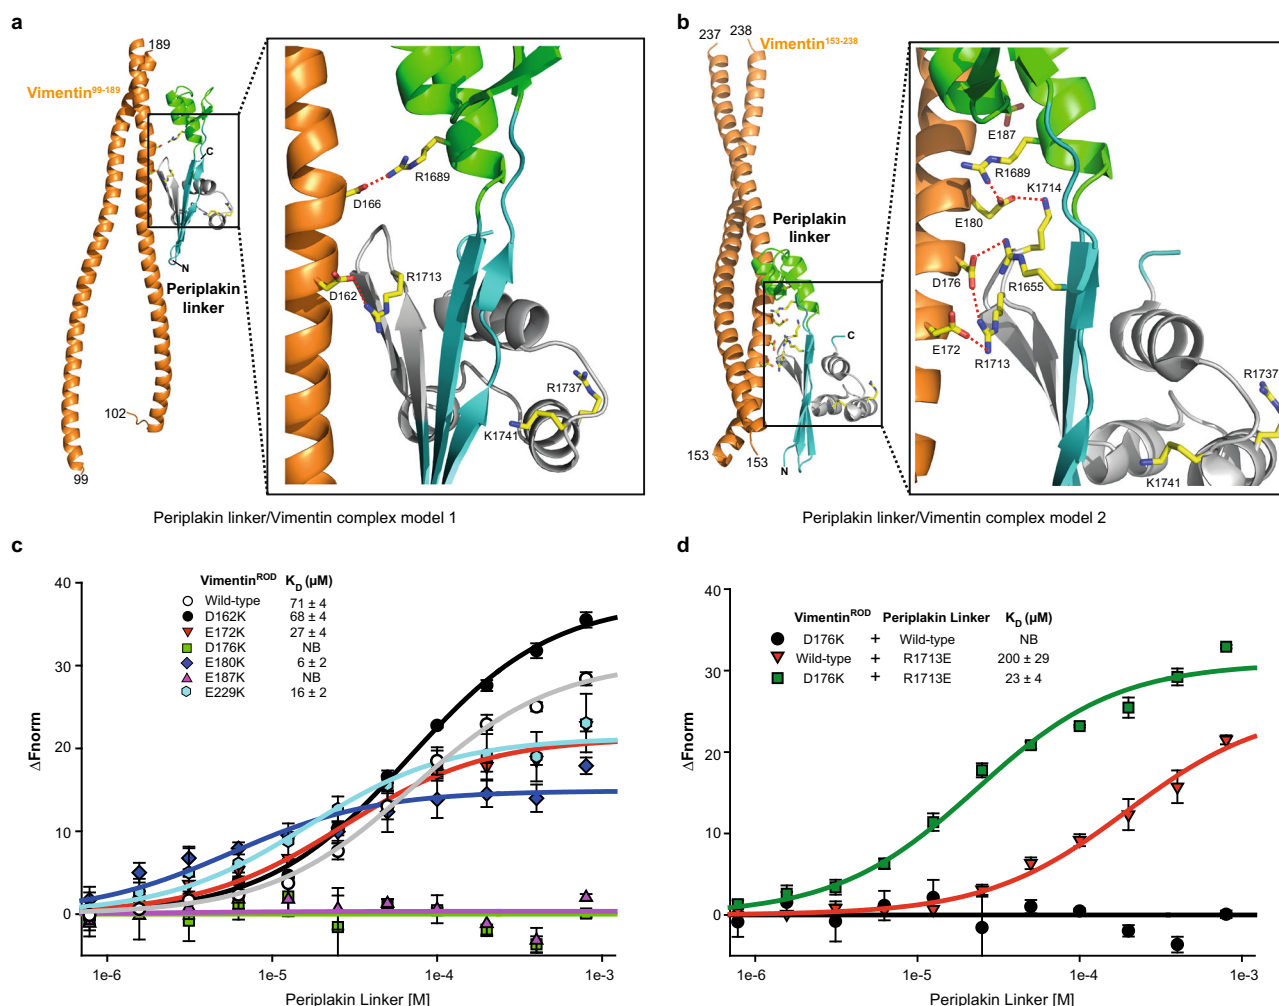 a
189
Vimentin99-189
C
N
Periplakin
linker
102
99
R1689
D166
R1713
D162
R1737
K1741
Periplakin linker/Vimentin complex model 1
b
237
238
Vimentin153-238
Periplakin
linker
C
153
153
N
E187
R1689
K1714
E180
D176
R1655
E172
R1713
R1737
K1741
Periplakin linker/Vimentin complex model 2
c
VimentinROD KD (µM)
Wild-type 71 ± 4
D162K 68 ± 4
E172K 27 ± 4
D176K NB
E180K 6 ± 2
E187K NB
E229K 16 ± 2
40
30
20
10
0
ΔFnorm
1e-6 1e-5 1e-4 1e-3
Periplakin Linker [M]
d
VimentinROD Periplakin Linker KD (µM)
D176K + Wild-type NB
Wild-type + R1713E 200 ± 29
D176K + R1713E 23 ± 4
40
30
20
10
0
ΔFnorm
1e-6 1e-5 1e-4 1e-3
Periplakin Linker [M]